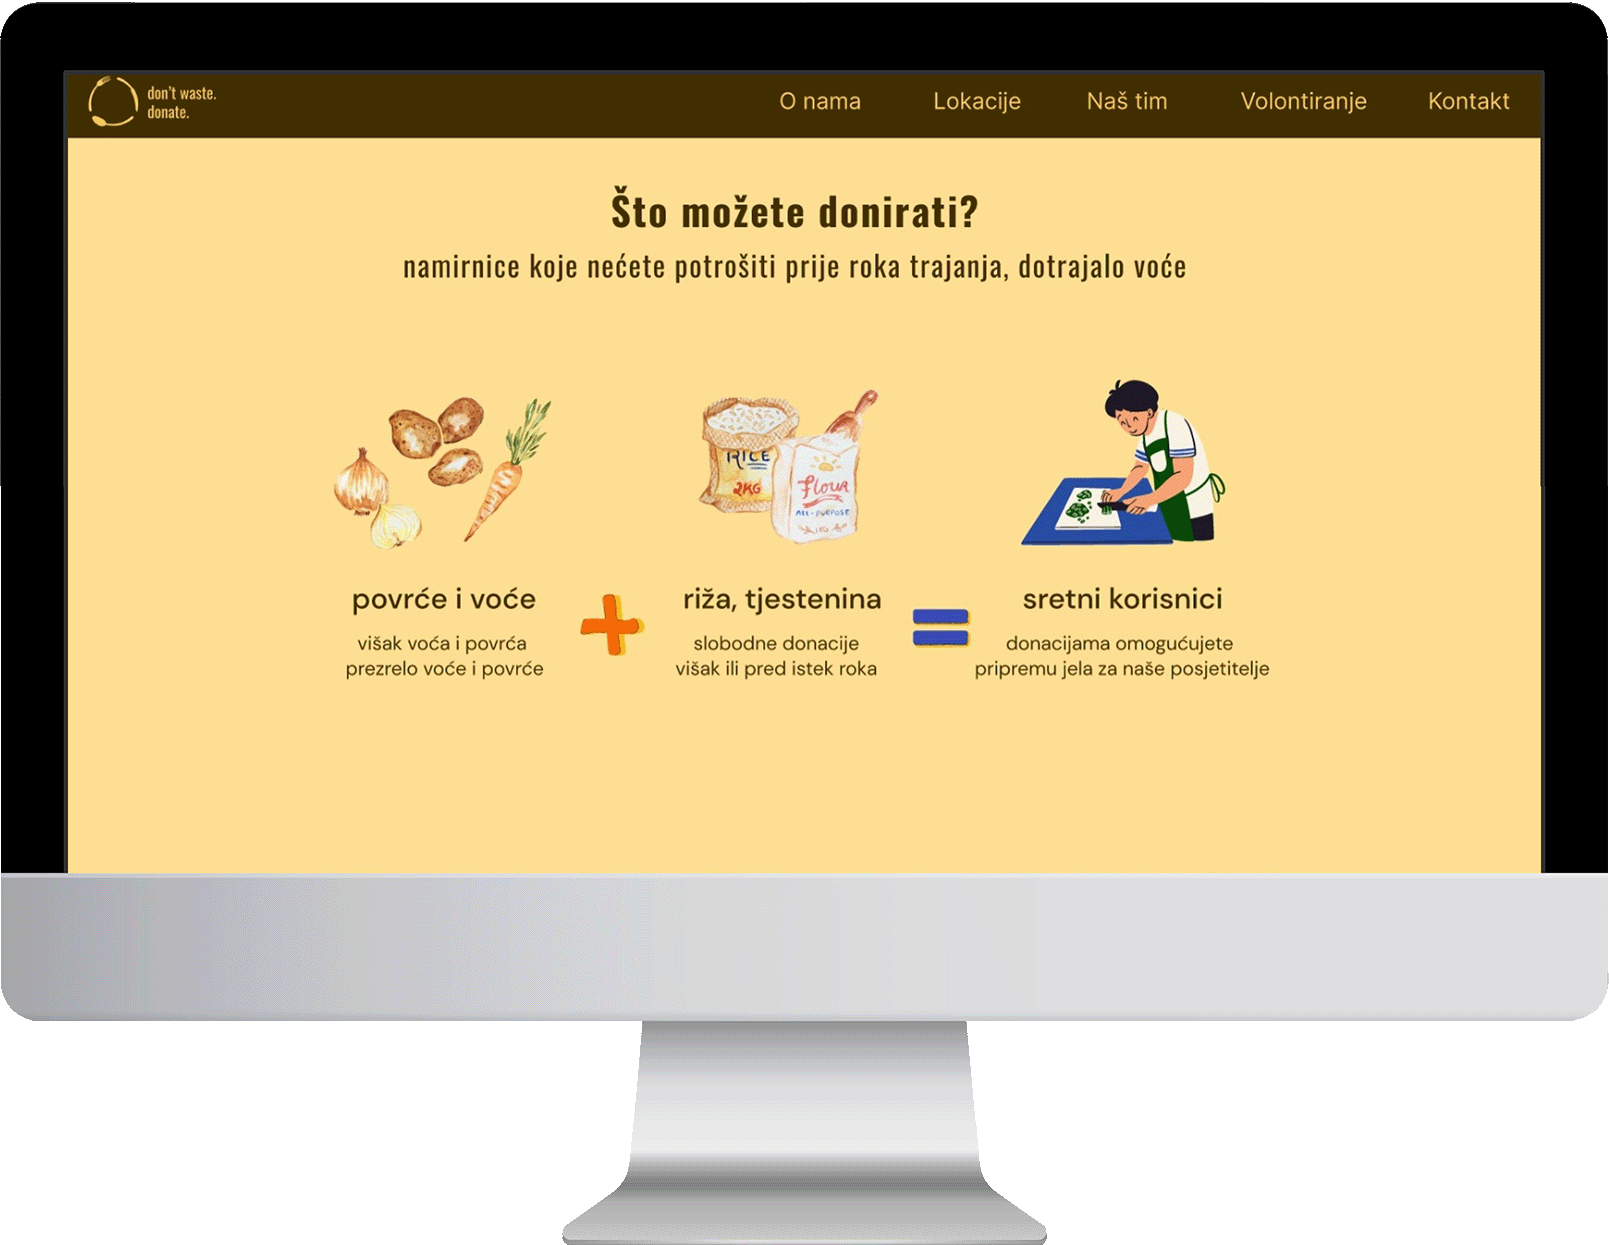 don't waste.
donate.
O nama
Lokacije
Naš tim
Volontiranje
Kontakt
Što možete donirati?
namirnice koje nećete potrošiti prije roka trajanja, dotrajalo voće
RICE
2KG
Flour
ALL-PURPOSE
1KG
povrće i voće
višak voća i povrća
prezrelo voće i povrće
riža, tjestenina
slobodne donacije
višak ili pred istek roka
sretni korisnici
donacijama omogućujete
pripremu jela za naše posjetitelje